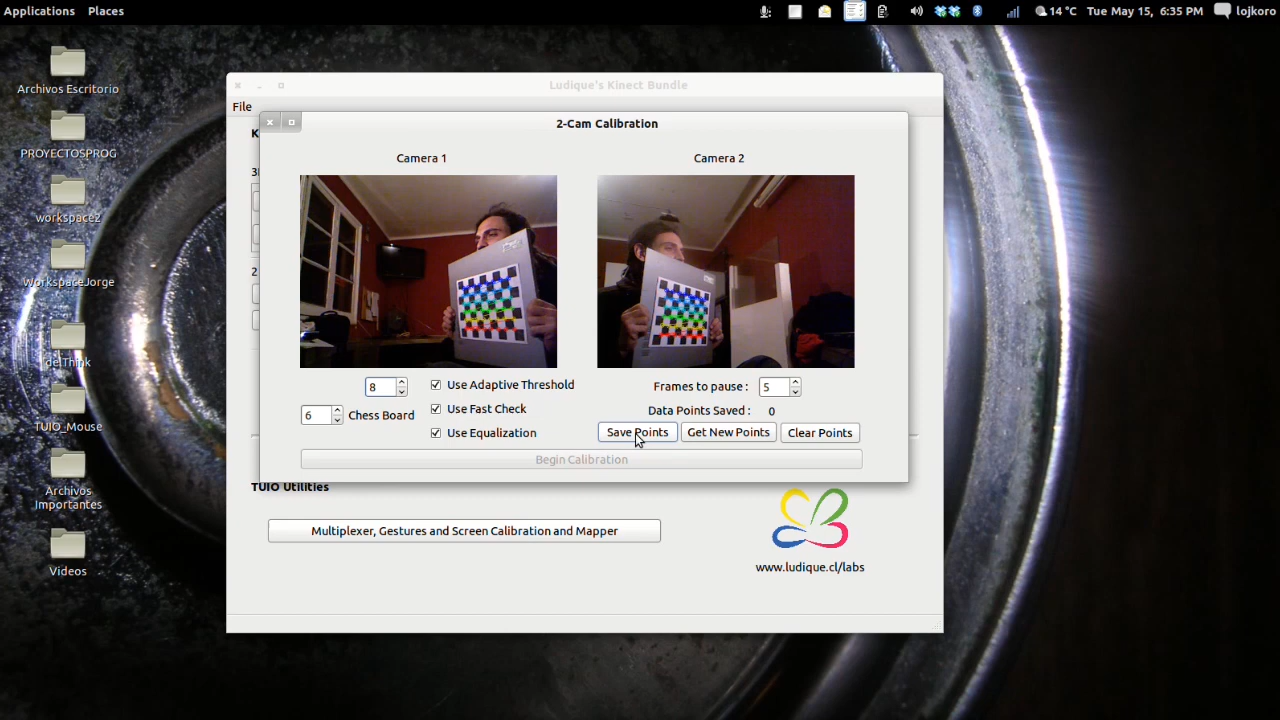 Applications Places
14 °C Tue May 15, 6:35 PM lojkoro
Archivos Escritorio
PROYECTOSPROG
workspace2
WorkspaceJorge
delThink
TUIO_Mouse
Archivos
Importantes
Videos
Ludique's Kinect Bundle
File
K
3
2
2-Cam Calibration
Camera 1 Camera 2
8 Use Adaptive Threshold Frames to pause : 5
6 Chess Board Use Fast Check Data Points Saved : 0
Use Equalization Save Points Get New Points Clear Points
Begin Calibration
TUIO Utilities
Multiplexer, Gestures and Screen Calibration and Mapper
www.ludique.cl/labs